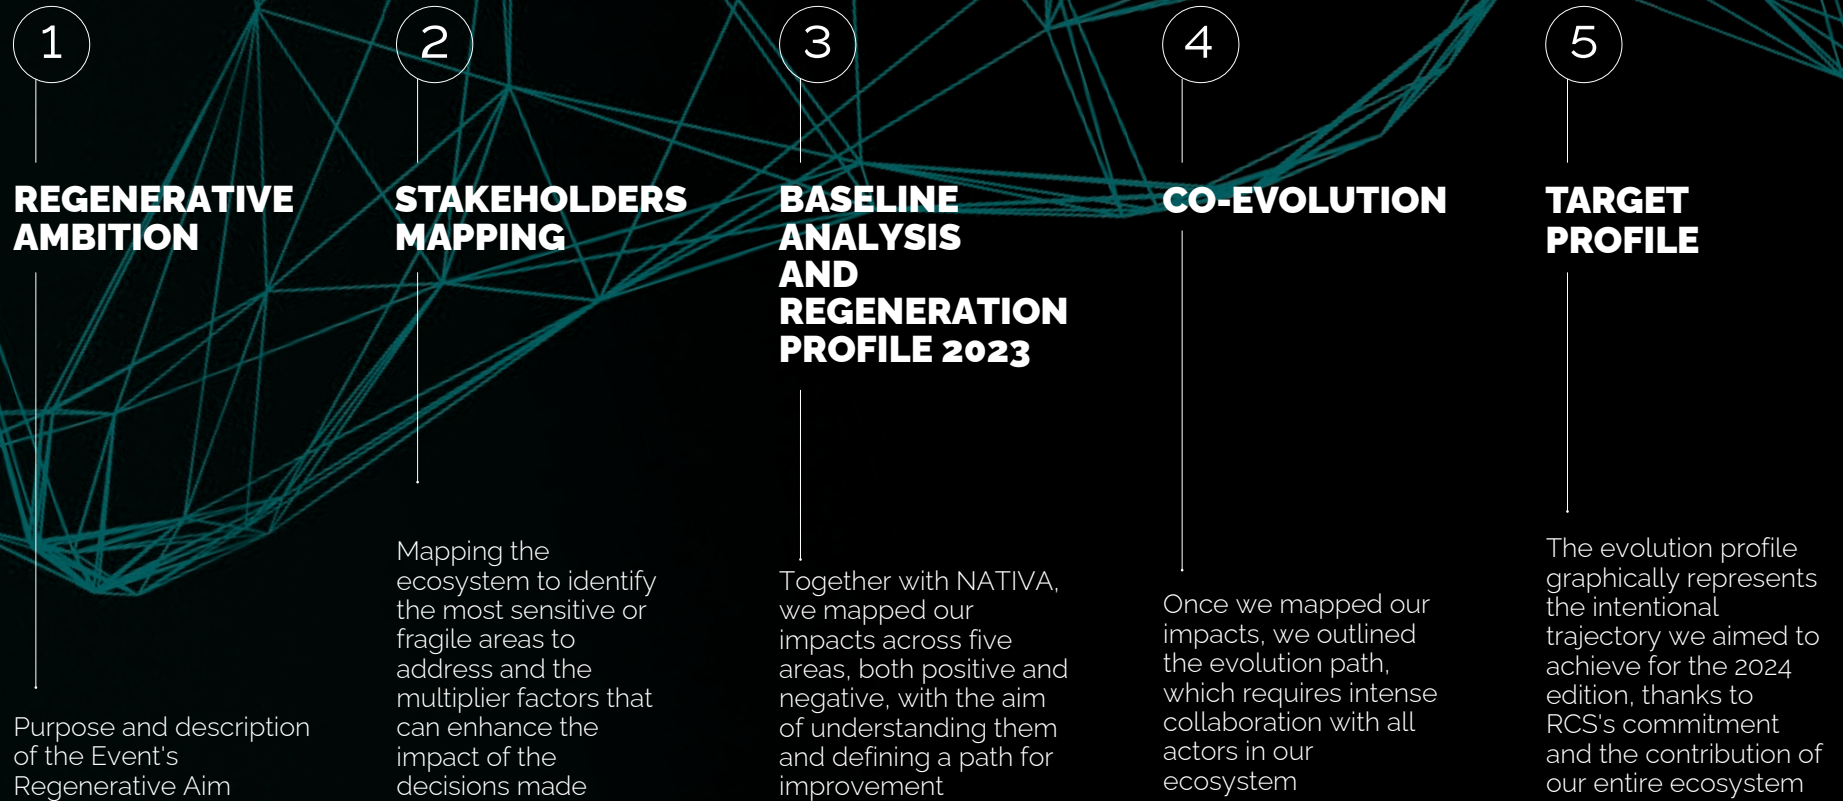 1
REGENERATIVE
AMBITION
Purpose and description
of the Event's
Regenerative Aim
2
STAKEHOLDERS
MAPPING
Mapping the
ecosystem to identify
the most sensitive or
fragile areas to
address and the
multiplier factors that
can enhance the
impact of the
decisions made
3
BASELINE
ANALYSIS
AND
REGENERATION
PROFILE 2023
Together with NATIVA,
we mapped our
impacts across five
areas, both positive and
negative, with the aim
of understanding them
and defining a path for
improvement
4
CO-EVOLUTION
Once we mapped our
impacts, we outlined
the evolution path,
which requires intense
collaboration with all
actors in our
ecosystem
5
TARGET
PROFILE
The evolution profile
graphically represents
the intentional
trajectory we aimed to
achieve for the 2024
edition, thanks to
RCS's commitment
and the contribution of
our entire ecosystem